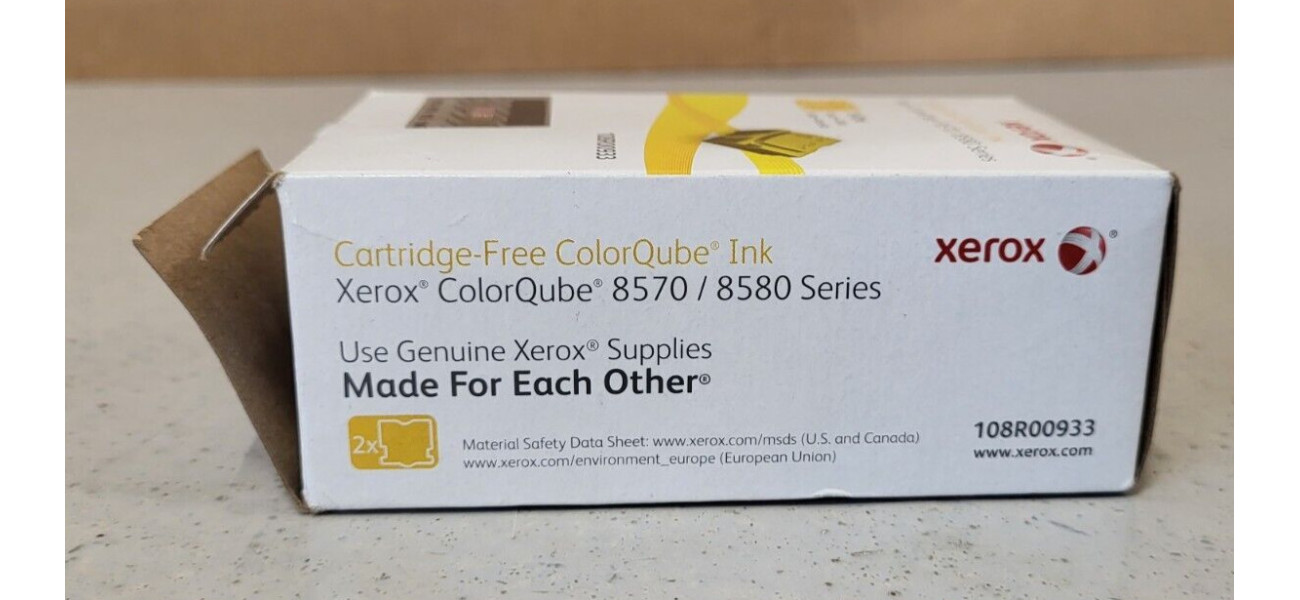 108R00933
xerox
Cartridge-Free ColorQube® Ink
Xerox® ColorQube® 8570 / 8580 Series
xerox®
Use Genuine Xerox® Supplies
Made For Each Other®
2x
Material Safety Data Sheet: www.xerox.com/msds (U.S. and Canada)
www.xerox.com/environment_europe (European Union)
108R00933
www.xerox.com